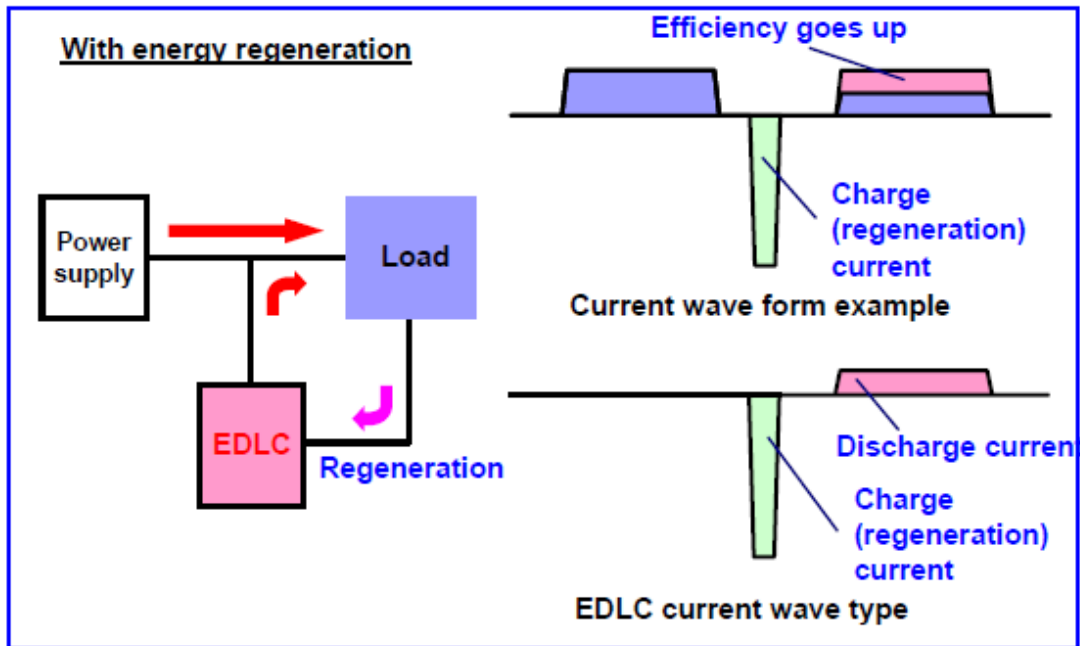 With energy regeneration
Power
supply
Load
EDLC
Regeneration
Efficiency goes up
Charge
(regeneration)
current
Current wave form example
Discharge current
Charge
(regeneration)
current
EDLC current wave type